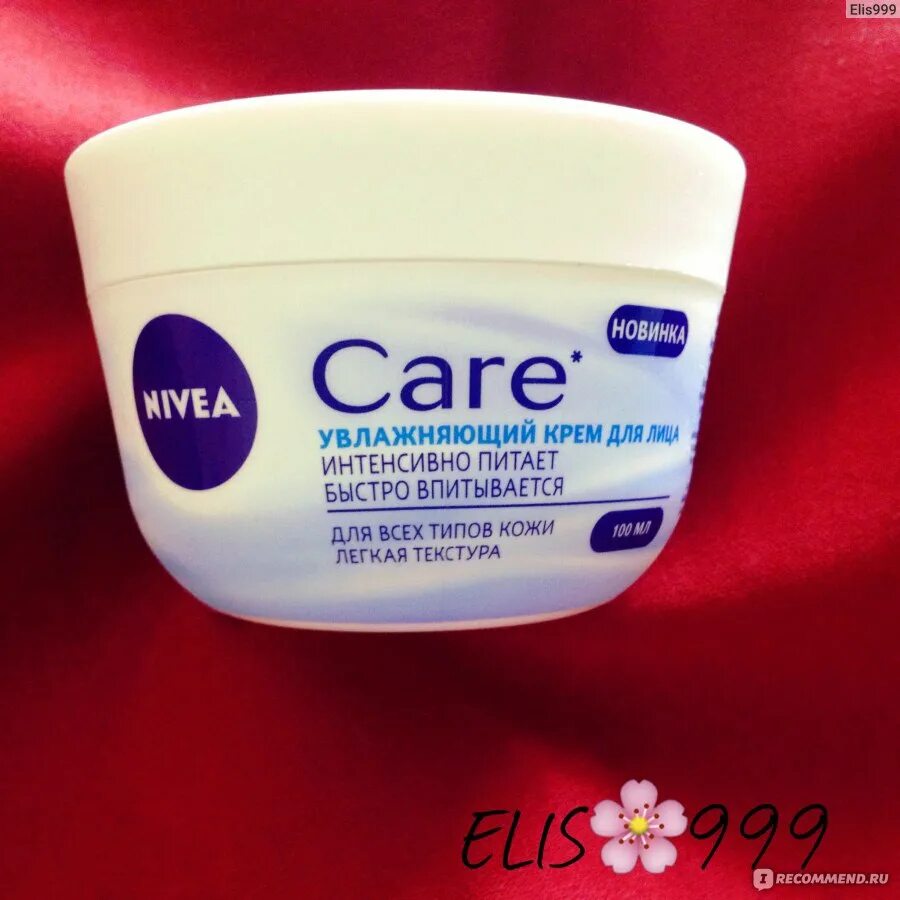 Elis999
НОВИНКА
NIVEA
Care*
УВЛАЖНЯЮЩИЙ КРЕМ ДЛЯ ЛИЦА
ИНТЕНСИВНО ПИТАЕТ
БЫСТРО ВПИТЫВАЕТСЯ
ДЛЯ ВСЕХ ТИПОВ КОЖИ
ЛЕГКАЯ ТЕКСТУРА
100 МЛ
ELIS🌸999
IRECOMMEND.RU